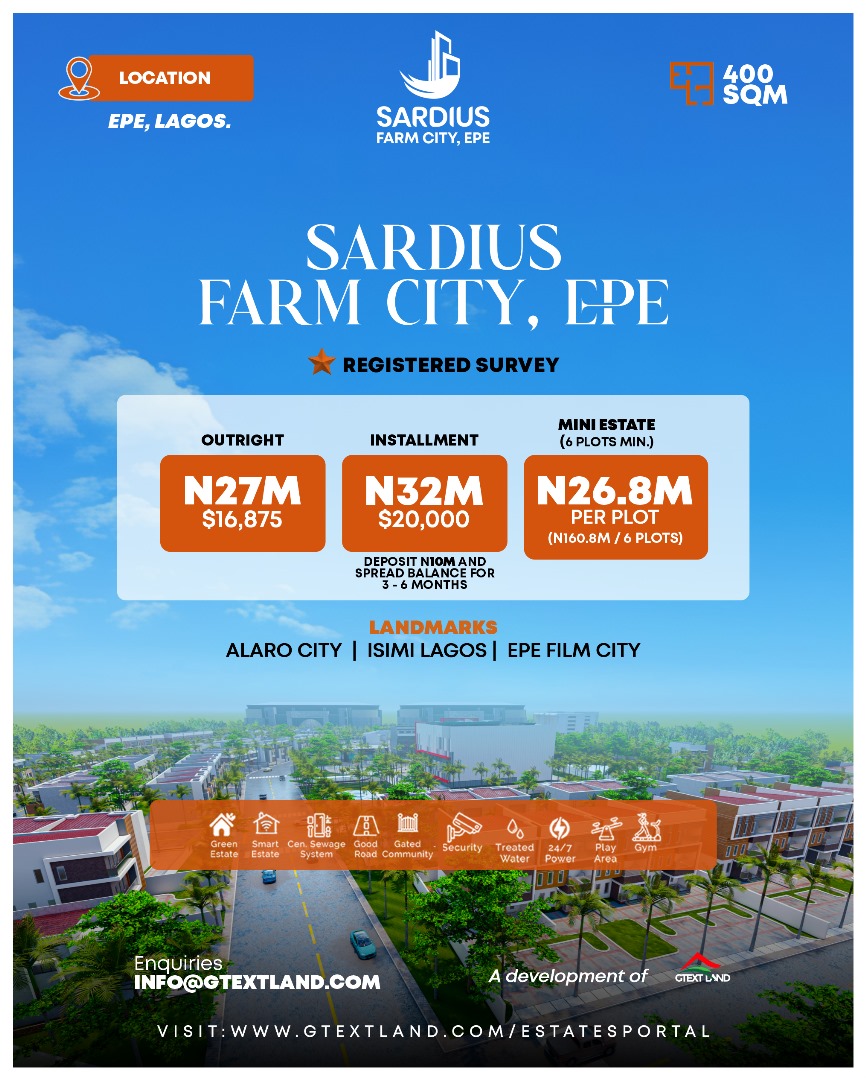 LOCATION
EPE, LAGOS.
SARDIUS
FARM CITY, EPE
400
SQM
SARDIUS
FARM CITY, EPE
REGISTERED SURVEY
OUTRIGHT
N27M
$16,875
INSTALLMENT
N32M
$20,000
DEPOSIT N10M AND
SPREAD BALANCE FOR
3 - 6 MONTHS
MINI ESTATE
(6 PLOTS MIN.)
N26.8M
PER PLOT
(N160.8M / 6 PLOTS)
LANDMARKS
ALARO CITY | ISIMI LAGOS | EPE FILM CITY
Green
Estate
Smart
Estate
Cen. Sewage
System
Good
Road
Gated
Community
Security
Treated
Water
24/7
Power
Play
Area
Gym
Enquiries
INFO@GTEXTLAND.COM
A development of
GTEXT LAND
VISIT:WWW.GTEXTLAND.COM/ESTATESPORTAL